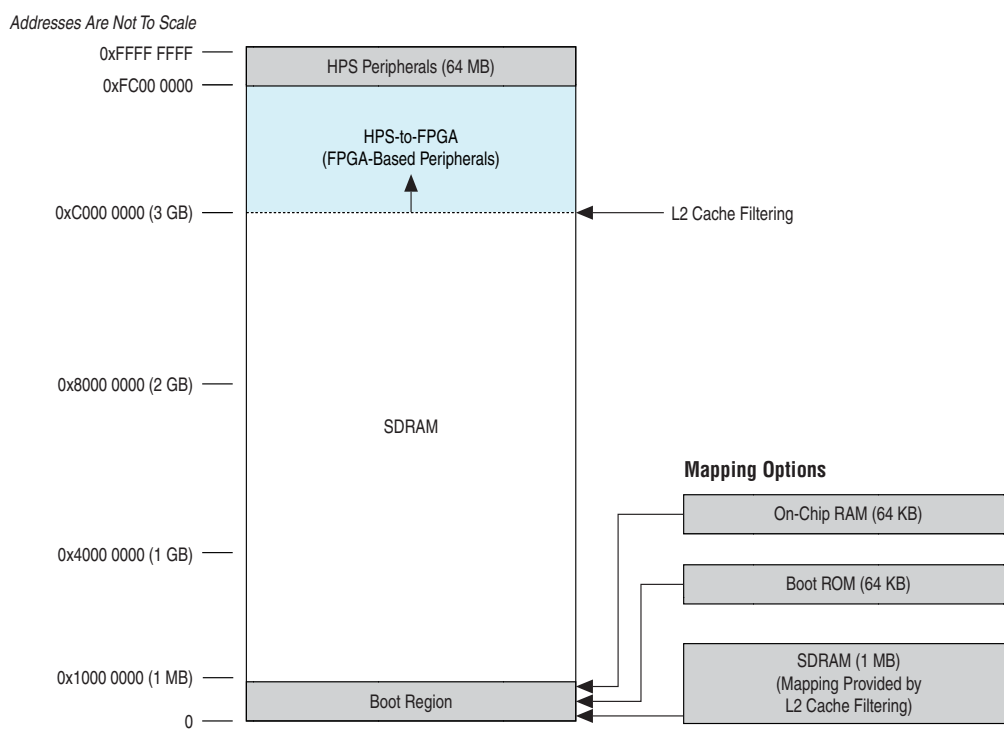 Addresses Are Not To Scale
0xFFFF FFFF
HPS Peripherals (64 MB)
0xFC00 0000
HPS-to-FPGA
(FPGA-Based Peripherals)
0xC000 0000 (3 GB)
L2 Cache Filtering
0x8000 0000 (2 GB)
SDRAM
Mapping Options
On-Chip RAM (64 KB)
0x4000 0000 (1 GB)
Boot ROM (64 KB)
SDRAM (1 MB)
(Mapping Provided by
L2 Cache Filtering)
0x1000 0000 (1 MB)
Boot Region
0